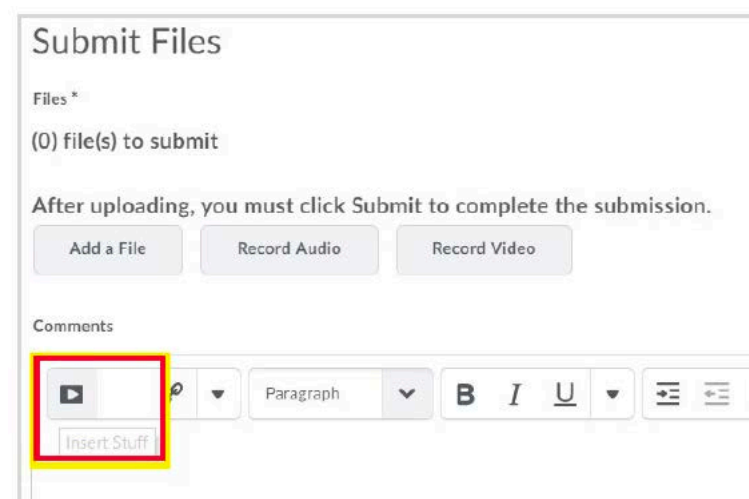 Submit Files
Files *
(0) file(s) to submit
After uploading, you must click Submit to complete the submission.
Add a File Record Audio Record Video
Comments
Paragraph B I U
Insert Stuff